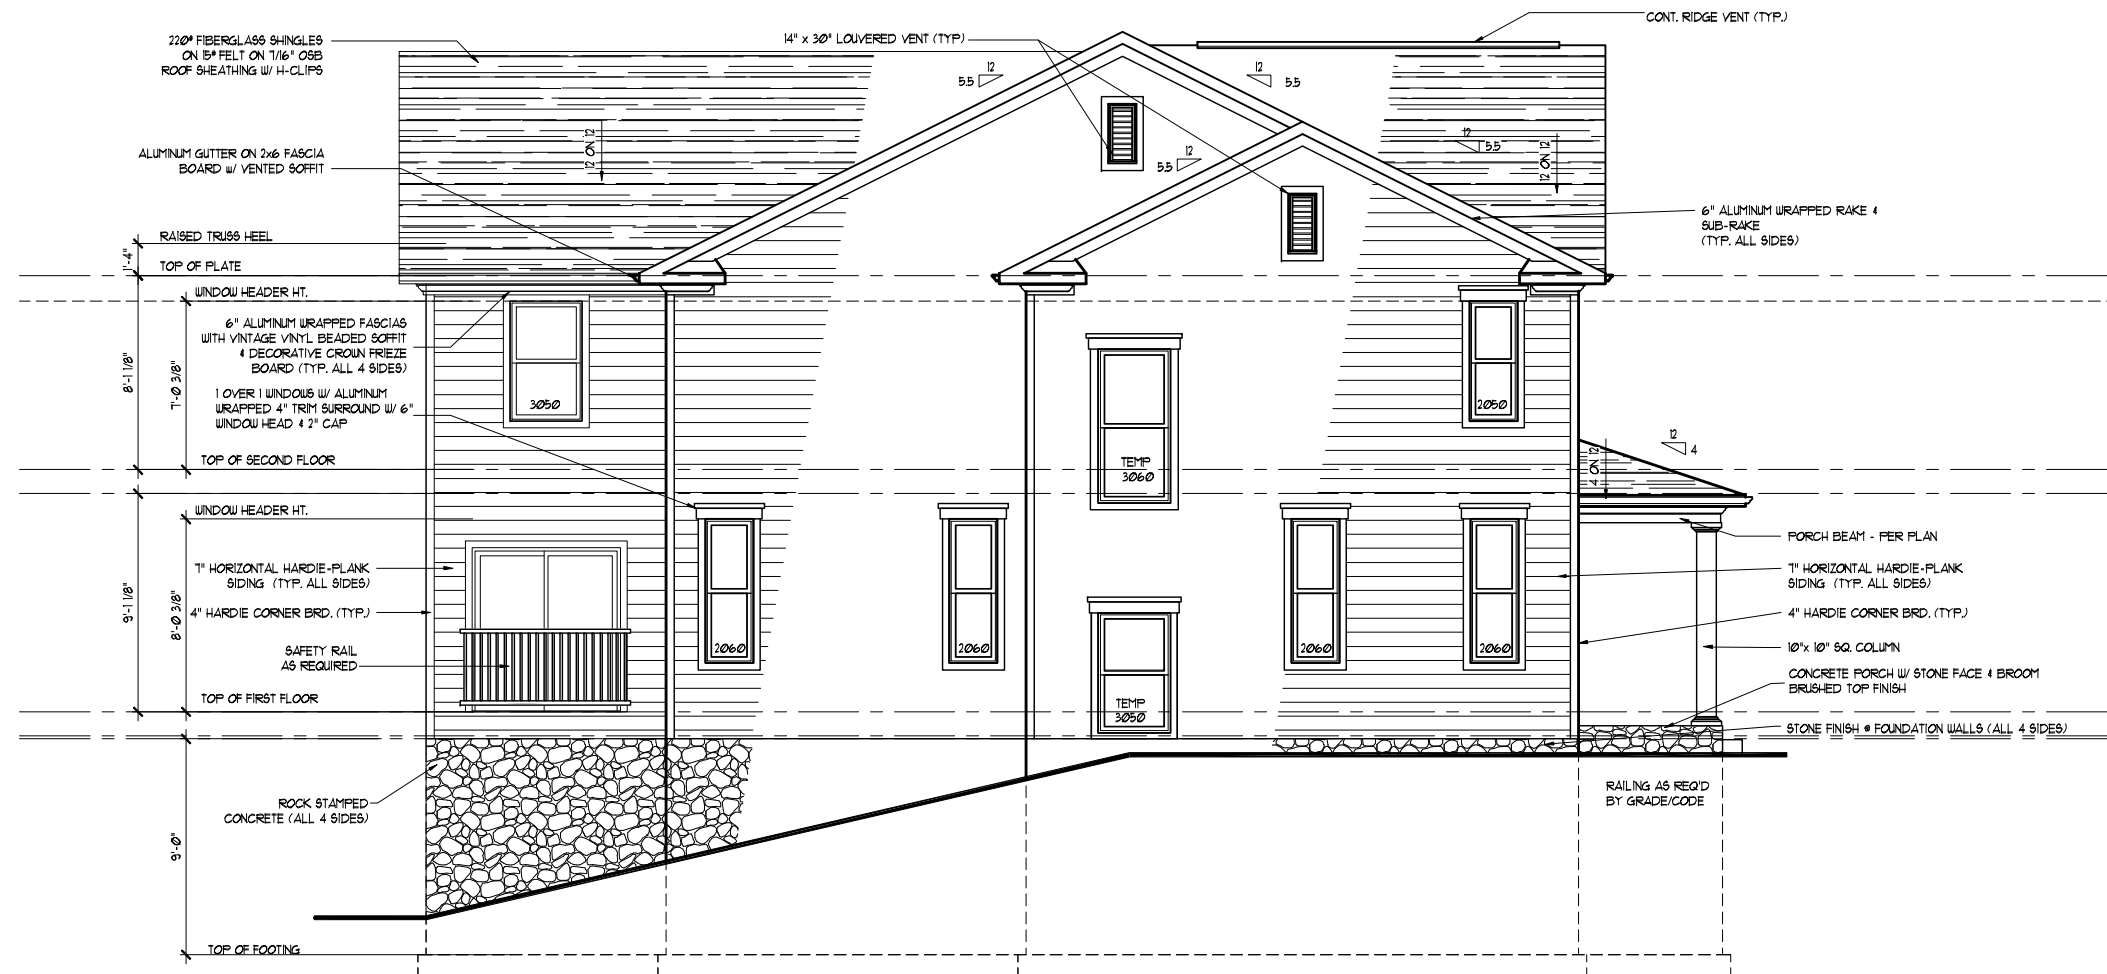 CONT. RIDGE VENT (TYP.)
220# FIBERGLASS SHINGLES
ON 15# FELT ON 7/16" OSB
ROOF SHEATHING W/ H-CLIPS
14" x 30" LOUVERED VENT (TYP)
12
5.5
12
5.5
12 ON 12
12
5.5
12
5.5
12 ON 12
ALUMINUM GUTTER ON 2x6 FASCIA
BOARD W/ VENTED SOFFIT
6" ALUMINUM WRAPPED RAKE &
SUB-RAKE
(TYP. ALL SIDES)
RAISED TRUSS HEEL
1'-4"
TOP OF PLATE
WINDOW HEADER HT.
6" ALUMINUM WRAPPED FASCIAS
WITH VINTAGE VINYL BEADED SOFFIT
& DECORATIVE CROWN FRIEZE
BOARD (TYP. ALL 4 SIDES)
8'-1 1/8"
7'-0 3/8"
1 OVER 1 WINDOWS W/ ALUMINUM
WRAPPED 4" TRIM SURROUND W/ 6"
WINDOW HEAD & 2" CAP
3050
2050
TEMP
3060
12
4
4 ON 12
TOP OF SECOND FLOOR
WINDOW HEADER HT.
PORCH BEAM - PER PLAN
7" HORIZONTAL HARDIE-PLANK
SIDING (TYP. ALL SIDES)
7" HORIZONTAL HARDIE-PLANK
SIDING (TYP. ALL SIDES)
9'-1 1/8"
8'-0 3/8"
4" HARDIE CORNER BRD. (TYP.)
4" HARDIE CORNER BRD. (TYP.)
SAFETY RAIL
AS REQUIRED
2060
2060
2060
2060
10"x 10" SQ. COLUMN
CONCRETE PORCH W/ STONE FACE & BROOM
BRUSHED TOP FINISH
TOP OF FIRST FLOOR
TEMP
3050
STONE FINISH @ FOUNDATION WALLS (ALL 4 SIDES)
RAILING AS REQ'D
BY GRADE/CODE
ROCK STAMPED
CONCRETE (ALL 4 SIDES)
9'-0"
TOP OF FOOTING